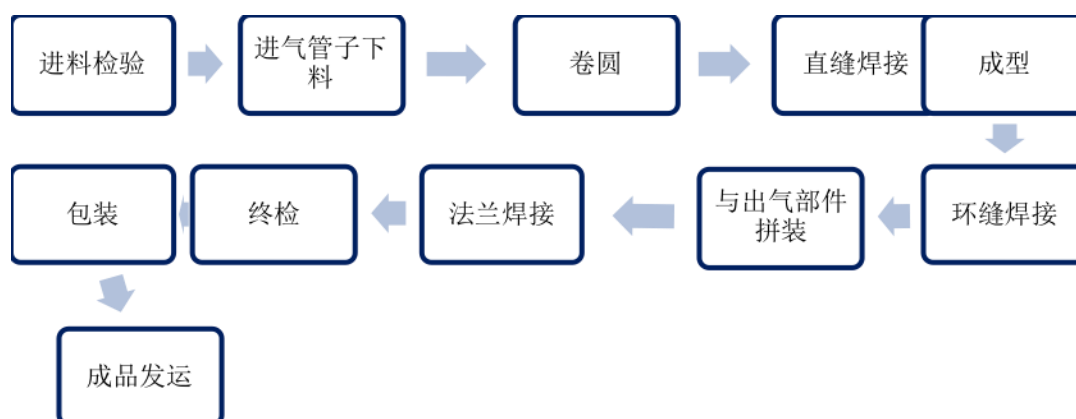 进料检验
进气管子下
料
卷圆
直缝焊接
成型
环缝焊接
与出气部件
拼装
法兰焊接
终检
包装
成品发运